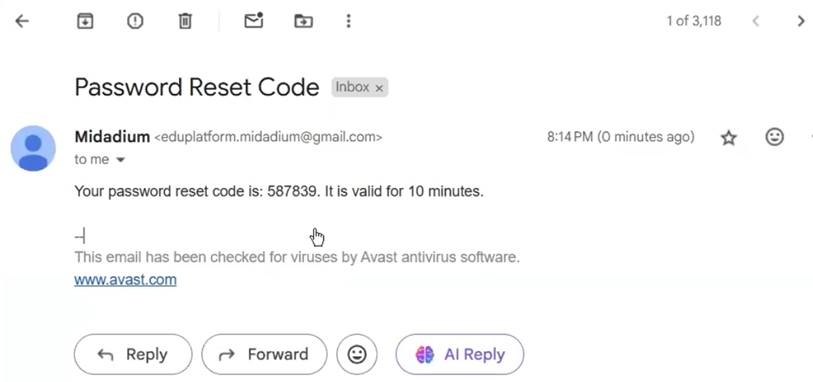 1 of 3,118
Password Reset Code Inbox ×
Midadium <eduplatform.midadium@gmail.com> 8:14 PM (0 minutes ago)
to me
Your password reset code is: 587839. It is valid for 10 minutes.
--
This email has been checked for viruses by Avast antivirus software.
www.avast.com
Reply Forward AI Reply